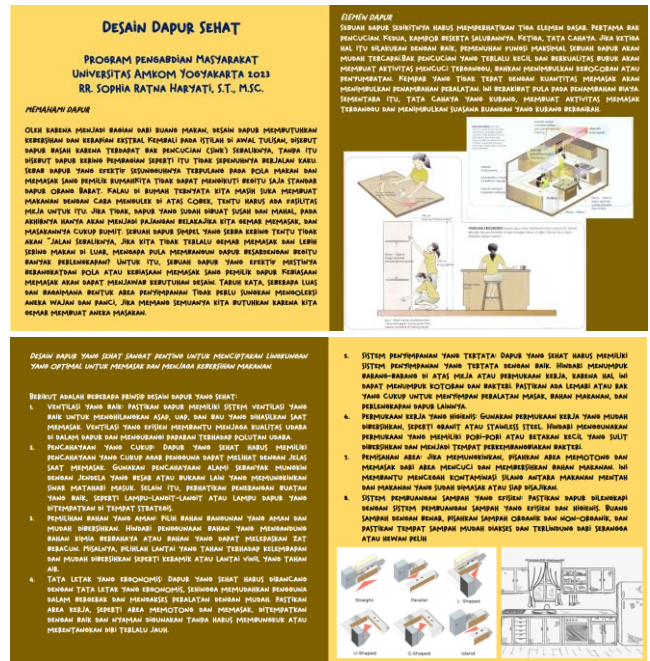 DESAIN DAPUR SEHAT
PROGRAM PENGABDIAN MASYARAKAT
UNIVERSITAS AMIKOM YOGYAKARTA 2023
RR. SOPHIA RATNA HARYATI, S.T., M.SC.
MEMAHAMI DAPUR
OLEH KARENA MENJADI BAGIAN DARI RUANG MAKAN, DESAIN DAPUR MEMBUTUHKAN
KEBERSIHAN DAN KERAPIAN EKSTRA. KEMBALI PADA ISTILAH DI AWAL TULISAN, DISEBUT
DAPUR BASAH KARENA TERDAPAT BAK PENCUCIAN (SINK) SEBALIKNYA, TANPA ITU
DISEBUT DAPUR KERING PEMBAGIAN SEPERTI ITU TIDAK SEPENUHNYA BERJALAN KAKU.
SEBAB DAPUR YANG EFEKTIF SESUNGGUHNYA TERPULANG PADA POLA MAKAN DAN
MEMASAK SANG PEMILIK RUMAH.KITA TIDAK DAPAT MENGIKUTI BEGITU SAJA STANDAR
DAPUR ORANG BARAT. KALAU DI RUMAH TERNYATA KITA MASIH SUKA MEMBUAT
MAKANAN DENGAN CARA MENGULEK DI ATAS COBEK, TENTU HARUS ADA FASILITAS
MEJA UNTUK ITU. JIKA TIDAK, DAPUR YANG SUDAH DIBUAT SUSAH DAN MAHAL, PADA
AKHIRNYA HANYA AKAN MENJADI PAJANGAN BELAKA.JIKA KITA GEMAR MEMASAK, DAN
MASAKANNYA CUKUP RUMIT. SEBUAH DAPUR SIMPEL YANG SERBA KERING TENTU TIDAK
AKAN "JALAN SEBALIKNYA, JIKA KITA TIDAK TERLALU GEMAR MEMASAK DAN LEBIH
SERING MAKAN DI LUAR, MENGAPA PULA MEMBANGUN DAPUR BESARDENGAN BEGITU
BANYAK PERLENGKAPAN? UNTUK ITU, SEBUAH DAPUR YANG EFEKTIF MESTINYA
BERANGKATDAN POLA ATAU KEBIASAAN MEMASAK SANG PEMILIK DAPUR KEBIASAAN
MEMASAK AKAN DAPAT MENJAWAB KEBUTUHAN DESAIN. TARUH KATA, SEBERAPA LUAS
DAN BAGAIMANA BENTUK AREA PENYIMPANAN TIDAK PERLU SUNGKAN MENGOLEKSI
ANEKA WAJAN DAN PANCI, JIKA MEMANG SEMUANYA KITA BUTUHKAN KARENA KITA
GEMAR MEMBUAT ANEKA MASAKAN.
ELEMEN DAPUR
SEBUAH DAPUR SEDIKITNYA HARUS MEMPERHATIKAN TIGA ELEMEN DASAR. PERTAMA BAK
PENCUCIAN. KEDUA, KAMPOR BESERTA SALURANNYA. KETIGA, TATA CAHAYA. JIKA KETIGA
HAL ITU DILAKUKAN DENGAN BAIK, PEMENUHAN FUNGSI MAKSIMAL SEBUAH DAPUR AKAN
MUDAH TERCAPAI.BAK PENCUCIAN YANG TERLALU KECIL DAN BERKUALITAS BURUK AKAN
MEMBUAT AKTIVITAS MENCUCI TERGANGGU, BAHKAN MENIMBULKAN KEBOCORAN ATAU
PENYUMBATAN. KEMBAR YANG TIDAK TEPAT DENGAN KUANTITAS MEMASAK AKAN
MENIMBULKAN PENAMBAHAN PERALATAN. INI BERAKIBAT PULA PADA PENAMBAHAN BIAYA.
SEMENTARA ITU, TATA CAHAYA YANG KURANG, MEMBUAT AKTIVITAS MEMASAK
TERGANGGU DAN MENIMBULKAN SUASANA RUANGAN YANG KURANG BERGAIRAH.
DESAIN DAPUR YANG SEHAT SANGAT PENTING UNTUK MENCIPTAKAN LINGKUNGAN
YANG OPTIMAL UNTUK MEMASAK DAN MENJAGA KEBERSIHAN MAKANAN.
BERIKUT ADALAH BEBERAPA PRINSIP DESAIN DAPUR YANG SEHAT:
1. VENTILASI YANG BAIK: PASTIKAN DAPUR MEMILIKI SISTEM VENTILASI YANG
BAIK UNTUK MENGHILANGKAN ASAP, UAP, DAN BAU YANG DIHASILKAN SAAT
MEMASAK. VENTILASI YANG EFISIEN MEMBANTU MENJAGA KUALITAS UDARA
DI DALAM DAPUR DAN MENGURANGI PAPARAN TERHADAP POLUTAN UDARA.
2. PENCAHAYAAN YANG CUKUP: DAPUR YANG SEHAT HARUS MEMILIKI
PENCAHAYAAN YANG CUKUP AGAR PENGGUNA DAPAT MELIHAT DENGAN JELAS
SAAT MEMASAK. GUNAKAN PENCAHAYAAN ALAMI SEBANYAK MUNGKIN
DENGAN JENDELA YANG BESAR ATAU BUKAAN LAIN YANG MEMUNGKINKAN
SINAR MATAHARI MASUK. SELAIN ITU, PERHATIKAN PENERANGAN BUATAN
YANG BAIK, SEPERTI LAMPU-LANGIT-LANGIT ATAU LAMPU DAPUR YANG
DITEMPATKAN DI TEMPAT STRATEGIS.
3. PEMILIHAN BAHAN YANG AMAN PILIH BAHAN BANGUNAN YANG AMAN DAN
MUDAH DIBERSIHKAN. HINDARI PENGGUNAAN BAHAN YANG MENGANDUNG
BAHAN KIMIA BERBAHAYA ATAU BAHAN YANG DAPAT MELEPASKAN ZAT
BERACUN. MISALNYA, PILIHLAH LANTAI YANG TAHAN TERHADAP KELEMBAPAN
DAN MUDAH DIBERSIHKAN SEPERTI KERAMIK ATAU LANTAI VINIL YANG TAHAN
AIR.
4. TATA LETAK YANG ERGONOMIS: DAPUR YANG SEHAT HARUS DIRANCANG
DENGAN TATA LETAK YANG ERGONOMIS, SEHINGGA MEMUDAHKAN PENGGUNA
DALAM BERGERAK DAN MENGAKSES PERALATAN DENGAN MUDAH. PASTIKAN
AREA KERJA, SEPERTI AREA MEMOTONG DAN MEMASAK, DITEMPATKAN
DENGAN BAIK DAN NYAMAN DIGUNAKAN TANPA HARUS MEMBUNGKUK ATAU
MERENTANGKAN DIRI TERLALU JAUH.
5. SISTEM PENYIMPANAN YANG TERTATA: DAPUR YANG SEHAT HARUS MEMILIKI
SISTEM PENYIMPANAN YANG TERTATA DENGAN BAIK. HINDARI MENUMPUK
BARANG-BARANG DI ATAS MEJA ATAU PERMUKAAN KERJA, KARENA HAL INI
DAPAT MENUMPUK KOTORAN DAN BAKTERI. PASTIKAN ADA LEMARI ATAU RAK
YANG CUKUP UNTUK MENYIMPAN PERALATAN MASAK, BAHAN MAKANAN, DAN
PERLENGKAPAN DAPUR LAINNYA.
6. PERMUKAAN KERJA YANG HIGIENIS: GUNAKAN PERMUKAAN KERJA YANG MUDAH
DIBERSIHKAN, SEPERTI GRANIT ATAU STAINLESS STEEL. HINDARI MENGGUNAKAN
PERMUKAAN YANG MEMILIKI PORI-PORI ATAU RETAKAN KECIL YANG SULIT
DIBERSIHKAN DAN MENJADI TEMPAT PERKEMBANGBIAKAN BAKTERI.
7. PEMISAHAN AREA: JIKA MEMUNGKINKAN, PISAHKAN AREA MEMOTONG DAN
MEMASAK DARI AREA MENCUCI DAN MEMBERSIHKAN BAHAN MAKANAN. INI
MEMBANTU MENCEGAH KONTAMINASI SILANG ANTARA MAKANAN MENTAH
DAN MAKANAN YANG SUDAH DIMASAK ATAU SIAP DISAJIKAN.
8. SISTEM PEMBUANGAN SAMPAH YANG EFISIEN: PASTIKAN DAPUR DILENGKAPI
DENGAN SISTEM PEMBUANGAN SAMPAH YANG EFISIEN DAN HIGIENIS. BUANG
SAMPAH DENGAN BENAR, PISAHKAN SAMPAH ORGANIK DAN NON-ORGANIK, DAN
PASTIKAN TEMPAT SAMPAH MUDAH DIAKSES DAN TERLINDUNG DARI SERANGGA
ATAU HEWAN PELIH
Straight
Parallel
L- Shaped
U-Shaped
G-Shaped
Island